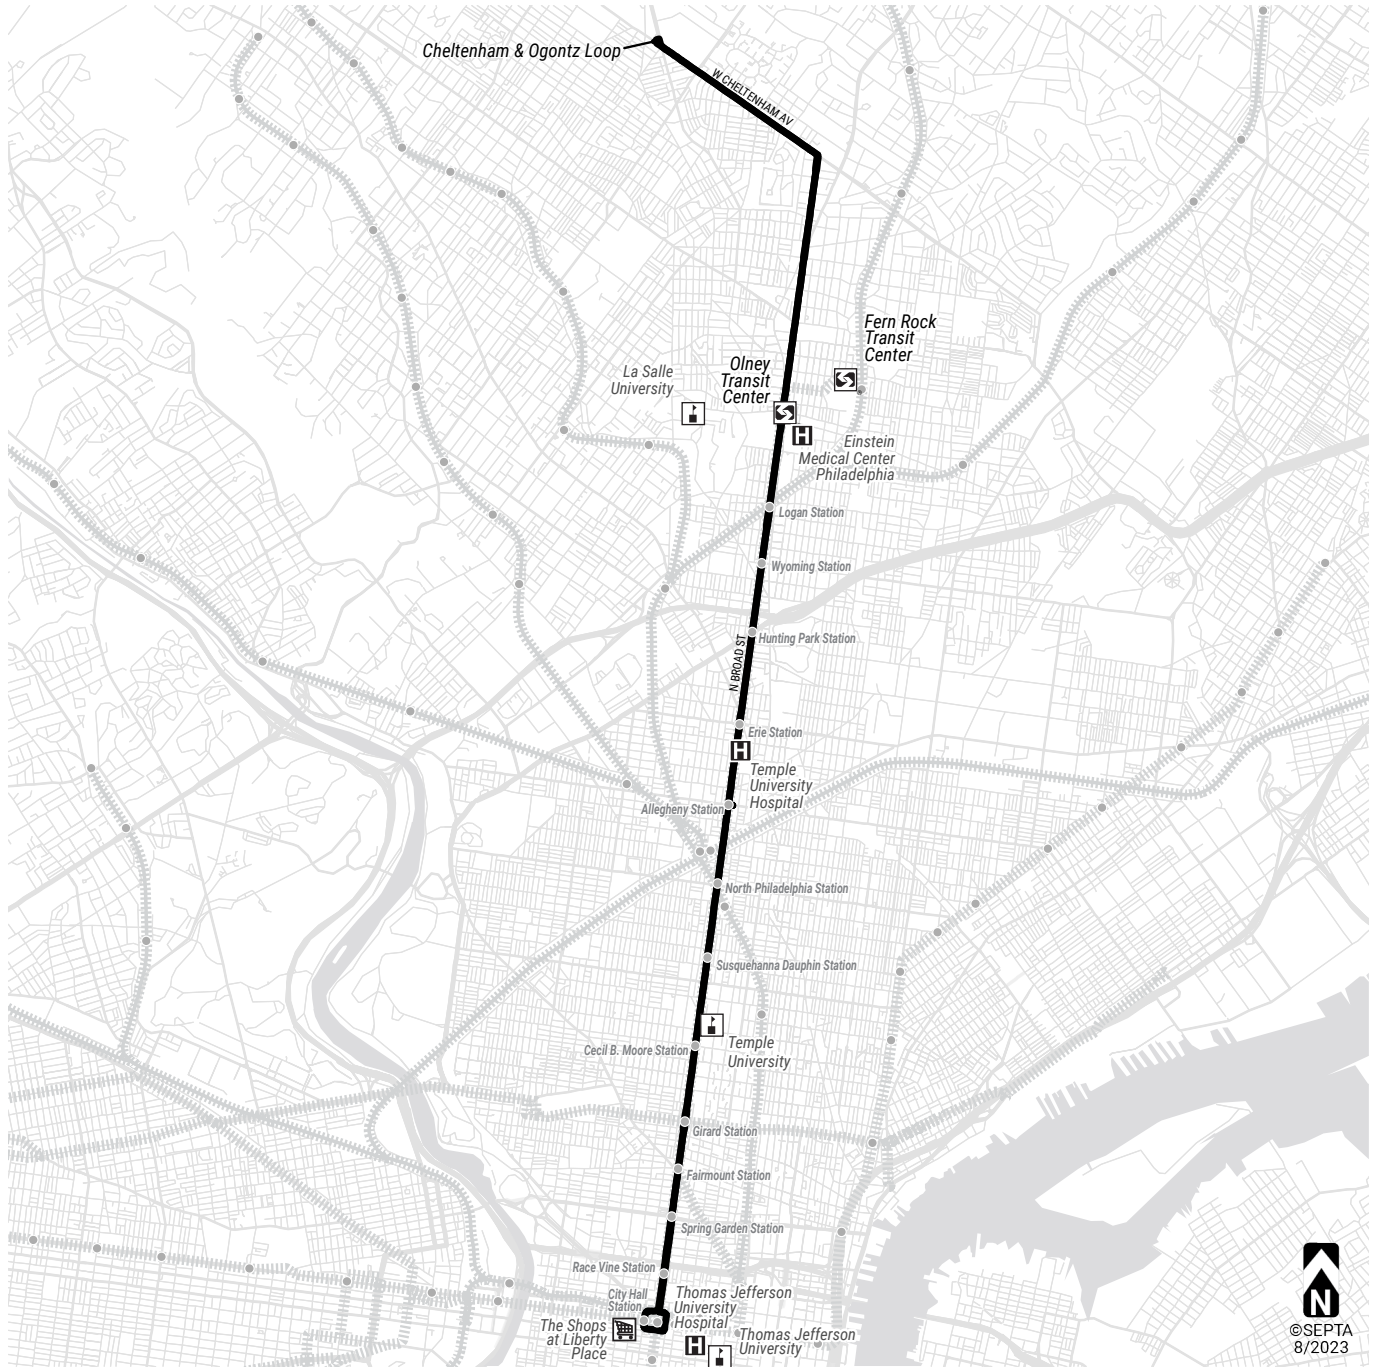 Cheltenham & Ogontz Loop
W CHELTENHAM AV
Fern Rock
Transit
Center
Olney
Transit
Center
La Salle
University
H
Einstein
Medical Center
Philadelphia
Logan Station
Wyoming Station
Hunting Park Station
N BROAD ST
Erie Station
H
Temple
University
Hospital
Allegheny Station
North Philadelphia Station
Susquehanna Dauphin Station
Cecil B. Moore Station
Temple
University
Girard Station
Fairmount Station
Spring Garden Station
Race Vine Station
City Hall
Station
Thomas Jefferson
University
Hospital
The Shops
at Liberty
Place
H
Thomas Jefferson
University
N
©SEPTA
8/2023